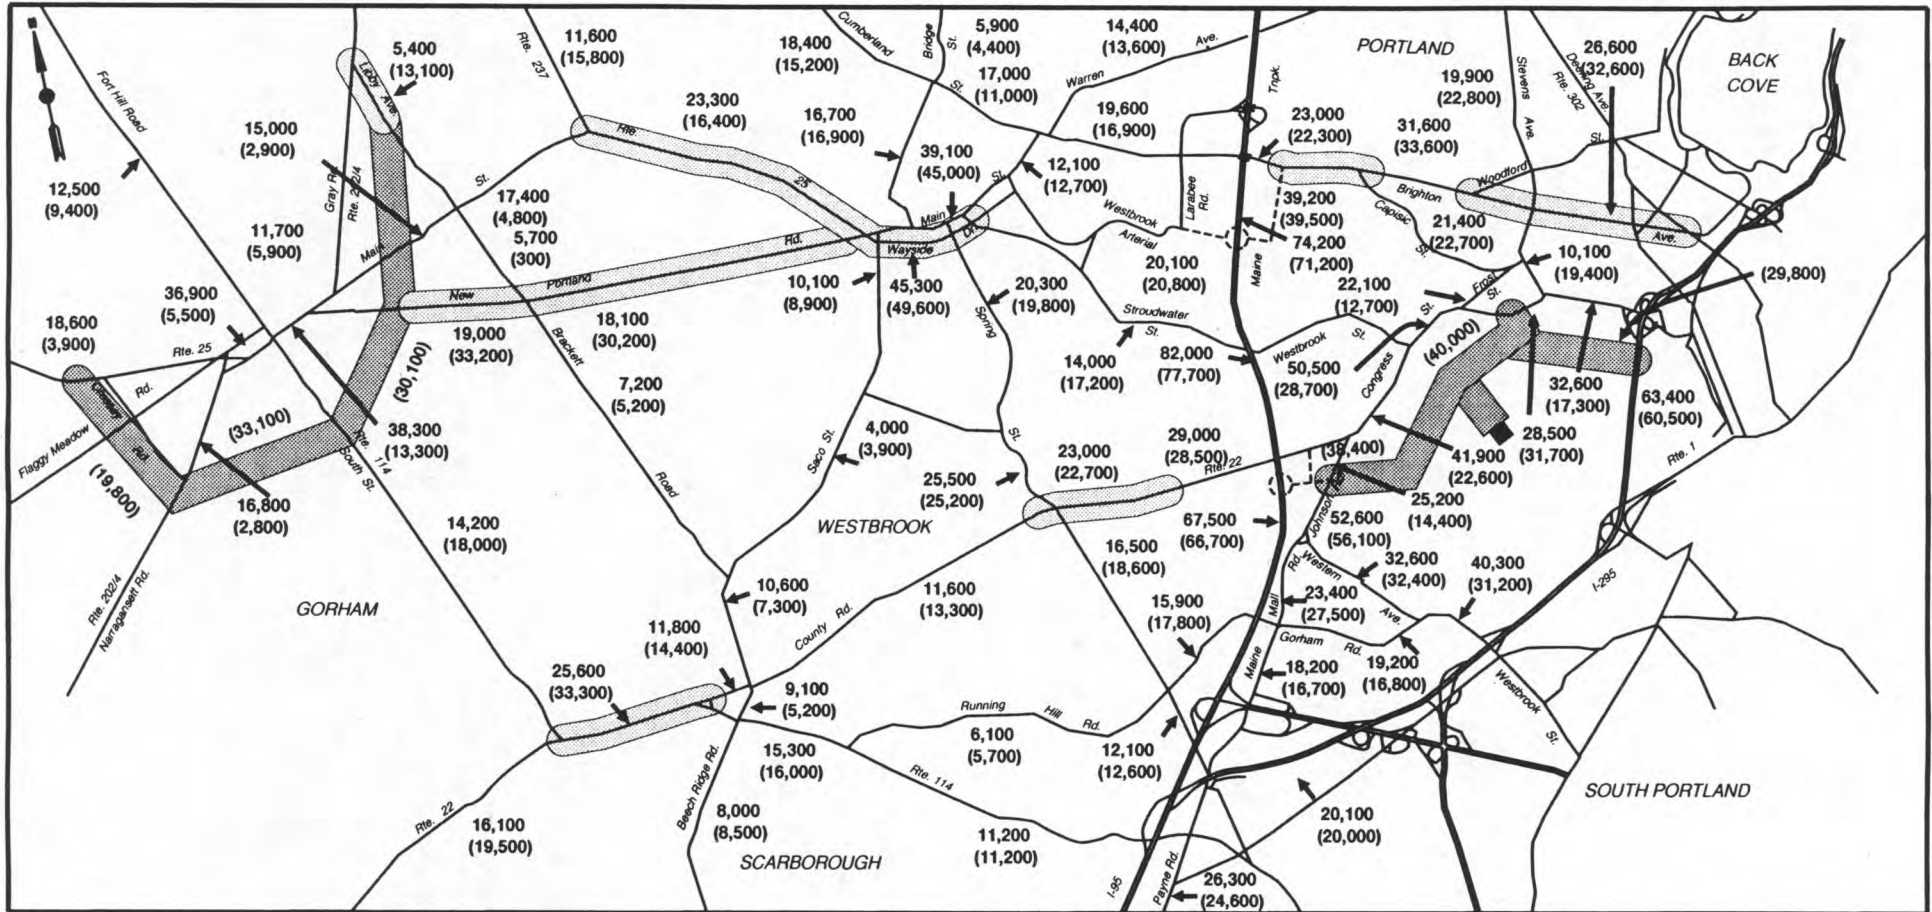 5,400
(13,100)
Libby
Ave.
Fort Hill Road
12,500
(9,400)
15,000
(2,900)
Gray Rd.
Rte. 202/4
11,700
(5,900)
Main
St.
Rte. 237
11,600
(15,800)
23,300
(16,400)
Rte.
25
17,400
(4,800)
5,700
(300)
18,400
(15,200)
Cumberland
St.
Bridge
St.
5,900
(4,400)
17,000
(11,000)
14,400
(13,600)
Warren
Ave.
16,700
(16,900)
39,100
(45,000)
19,600
(16,900)
12,100
(12,700)
Main
St.
Wayside
Dr.
Westbrook
Arterial
Larabee
Rd.
Maine
Tnpk.
23,000
(22,300)
PORTLAND
19,900
(22,800)
31,600
(33,600)
Stevens
Ave.
Deering Ave.
Rte. 302
26,600
(32,600)
BACK
COVE
Woodford
St.
Brighton
Ave.
39,200
(39,500)
Capisic
St.
21,400
(22,700)
74,200
(71,200)
20,100
(20,800)
10,100
(19,400)
(29,800)
22,100
(12,700)
Frost
St.
36,900
(5,500)
18,600
(3,900)
Rte. 25
New
Portland
Rd.
19,000
(33,200)
18,100
(30,200)
10,100
(8,900)
45,300
(49,600)
20,300
(19,800)
Spring
St.
Stroudwater
St.
14,000
(17,200)
82,000
(77,700)
Westbrook
St.
50,500
(28,700)
Congress
St.
(40,000)
32,600
(17,300)
63,400
(60,500)
28,500
(31,700)
41,900
(22,600)
(38,400)
25,200
(14,400)
Rte. 1
Flaggy Meadow
Rd.
Rd.
(19,800)
(33,100)
(30,100)
38,300
(13,300)
16,800
(2,800)
Rte. 114
South St.
Brackett
Road
7,200
(5,200)
4,000
(3,900)
Saco St.
25,500
(25,200)
23,000
(22,700)
29,000
(28,500)
Rte. 22
14,200
(18,000)
WESTBROOK
67,500
(66,700)
Johnson
Rd.
52,600
(56,100)
Western
Ave.
32,600
(32,400)
40,300
(31,200)
I-295
Rte. 202/4
Narragansett Rd.
GORHAM
10,600
(7,300)
11,600
(13,300)
County
Rd.
16,500
(18,600)
15,900
(17,800)
Maine
Mall
23,400
(27,500)
Gorham
Rd.
19,200
(16,800)
18,200
(16,700)
Westbrook
St.
11,800
(14,400)
25,600
(33,300)
9,100
(5,200)
Running
Hill
Rd.
6,100
(5,700)
12,100
(12,600)
15,300
(16,000)
Rte. 114
Beech Ridge Rd.
8,000
(8,500)
Rte. 22
16,100
(19,500)
SCARBOROUGH
11,200
(11,200)
20,100
(20,000)
SOUTH PORTLAND
I-95
Payne Rd.
26,300
(24,600)